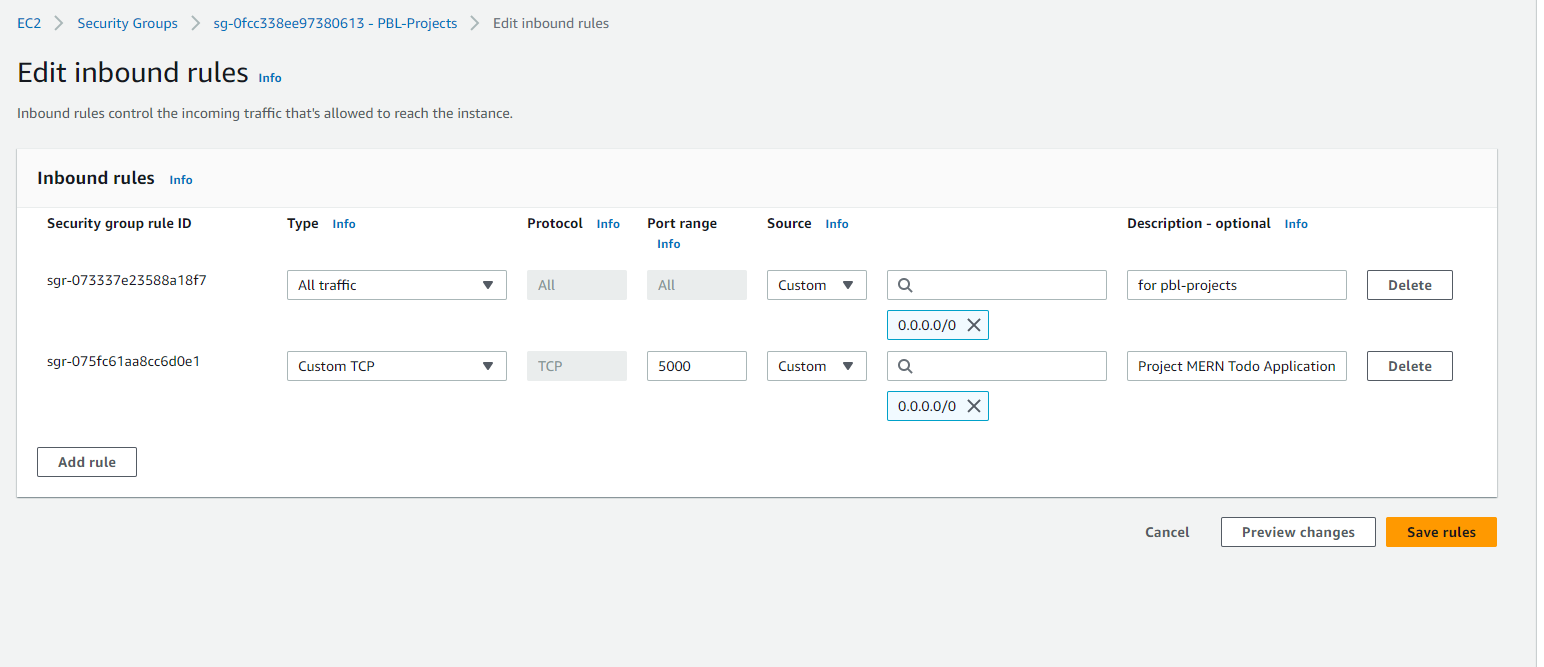 EC2 > Security Groups > sg-0fcc338ee97380613 - PBL-Projects > Edit inbound rules
Edit inbound rules Info
Inbound rules control the incoming traffic that's allowed to reach the instance.
Inbound rules Info
Security group rule ID Type Info Protocol Info Port range Source Info Description - optional Info
Info
sgr-073337e23588a18f7 All traffic All All Custom for pbl-projects Delete
0.0.0.0/0
sgr-075fc61aa8cc6d0e1 Custom TCP TCP 5000 Custom Project MERN Todo Application Delete
0.0.0.0/0
Add rule
Cancel Preview changes Save rules